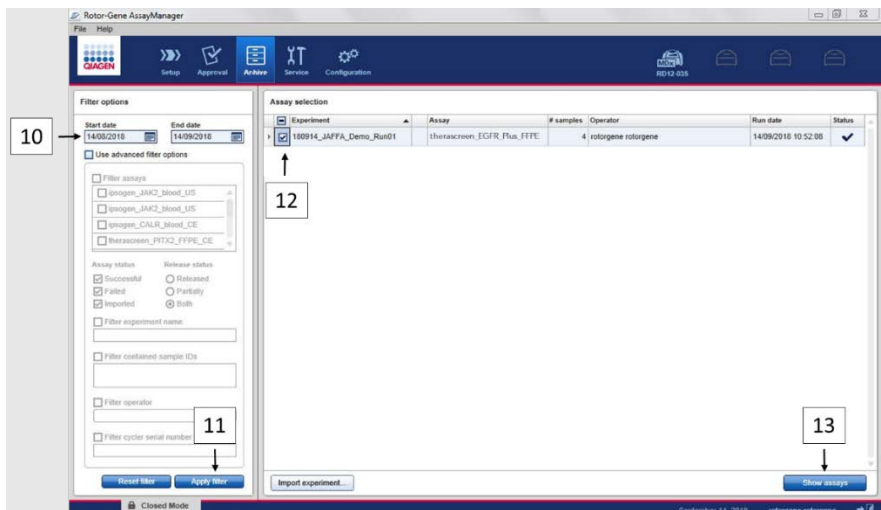 Rotor-Gene AssayManager
File Help
QIAGEN
Setup Approval Archive Service Configuration
MDx
RD12-035
Filter options
Assay selection
Start date End date
10
14/08/2018 14/09/2018
Use advanced filter options
Filter assays
ipsogen_JAK2_blood_US
ipsogen_JAK2_blood_US
ipsogen_CALR_blood_CE
therascreen_PITX2_FFPE_CE
Assay status Release status
Successful Released
Failed Partially
Imported Both
Filter experiment name
Filter contained sample IDs
Filter operator
Filter cycler serial number
11
Reset filter Apply filter
Experiment Assay # samples Operator Run date Status
180914_JAFFA_Demo_Run01 therascreen_EGFR_Plus_FFPE 4 rotorgene rotorgene 14/09/2018 10:52:08
12
13
Import experiment... Show assays
Closed Mode